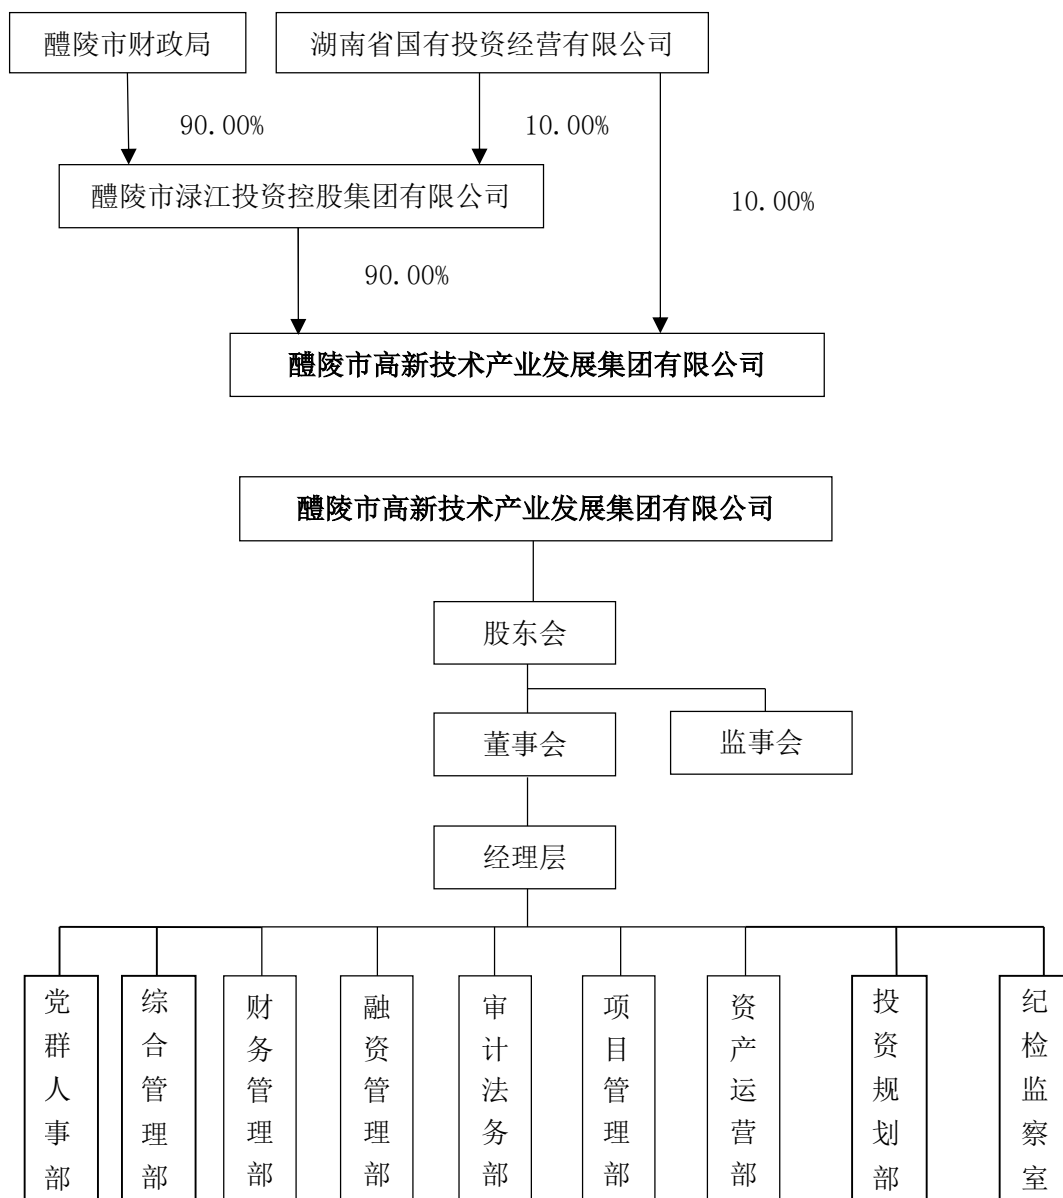 醴陵市财政局
湖南省国有投资经营有限公司
90.00%
10.00%
醴陵市渌江投资控股集团有限公司
10.00%
90.00%
醴陵市高新技术产业发展集团有限公司
醴陵市高新技术产业发展集团有限公司
股东会
董事会
监事会
经理层
党群人事部
综合管理部
财务管理部
融资管理部
审计法务部
项目管理部
资产运营部
投资规划部
纪检监察室